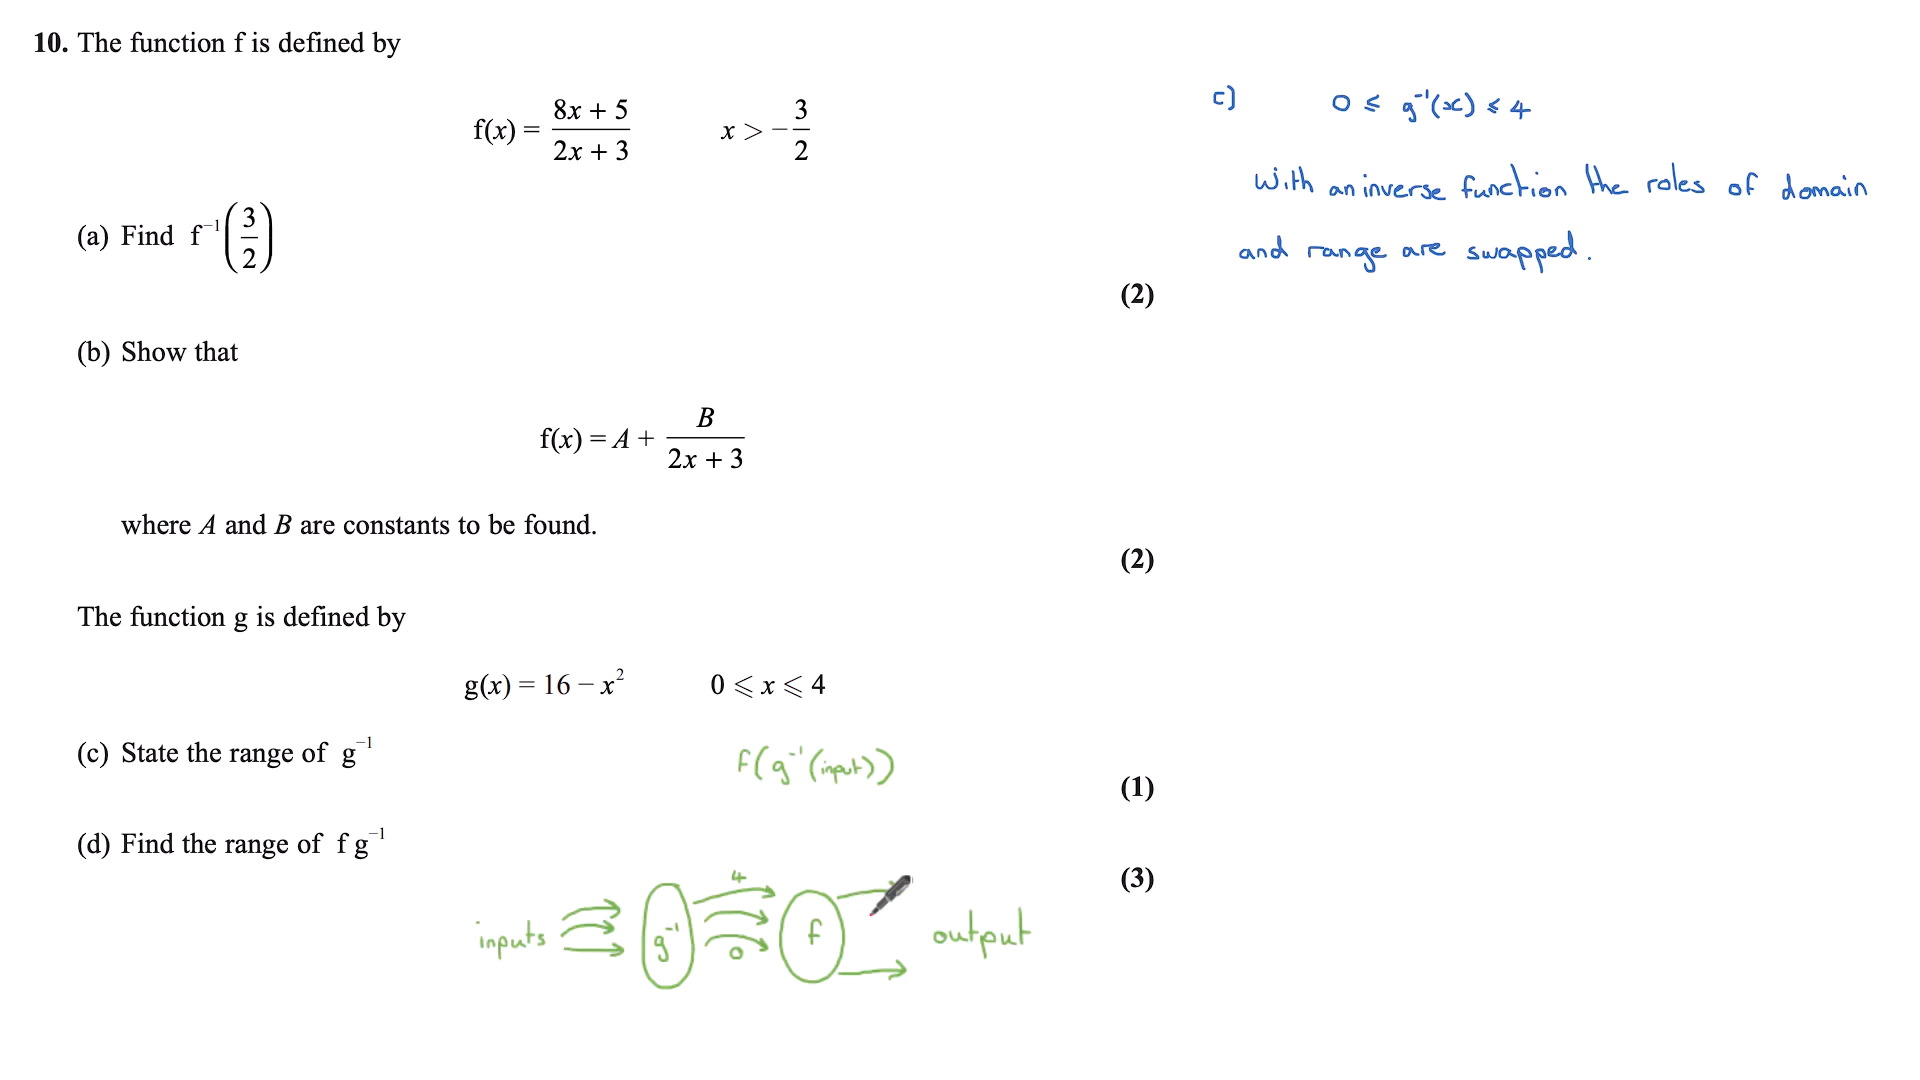 10. The function f is defined by
f(x) = (8x + 5)/(2x + 3)    x > −3/2
(a) Find f⁻¹(3/2)
(2)
(b) Show that
f(x) = A + B/(2x + 3)
where A and B are constants to be found.
(2)
The function g is defined by
g(x) = 16 − x²    0 ⩽ x ⩽ 4
(c) State the range of g⁻¹
f(g⁻¹(input))
(1)
(d) Find the range of f g⁻¹
(3)
inputs g⁻¹ 4 0 f output
c) 0 ⩽ g⁻¹(x) ⩽ 4
With an inverse function the roles of domain
and range are swapped.